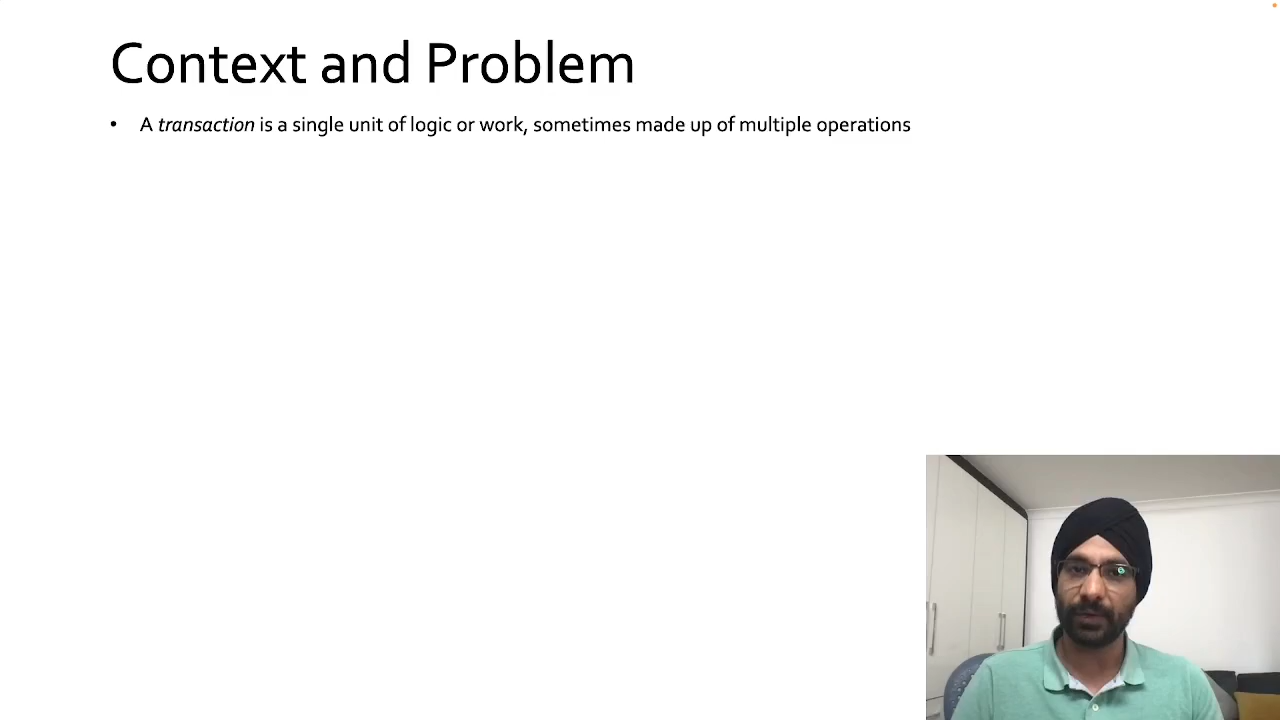 Context and Problem
• A transaction is a single unit of logic or work, sometimes made up of multiple operations